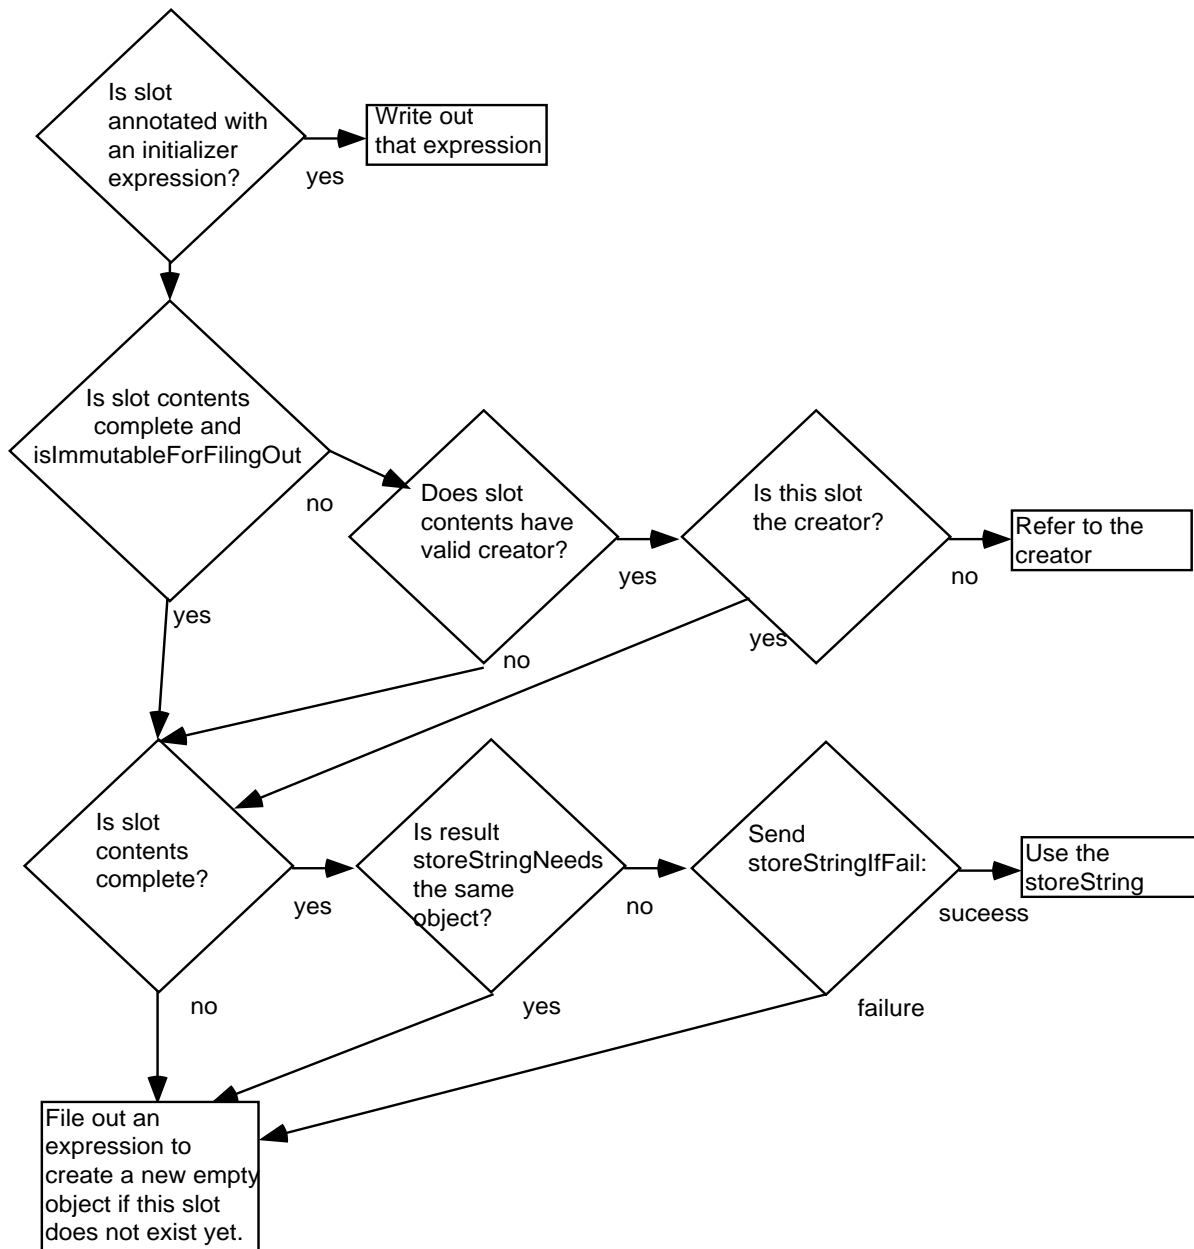 Is slot
annotated with
an initializer
expression?
yes
Write out
that expression
Is slot contents
complete and
isImmutableForFilingOut
no
yes
Does slot
contents have
valid creator?
yes
no
Is this slot
the creator?
no
yes
Refer to the
creator
Is slot
contents
complete?
yes
no
Is result
storeStringNeeds
the same
object?
no
yes
Send
storeStringIfFail:
suceess
failure
Use the
storeString
File out an
expression to
create a new empty
object if this slot
does not exist yet.